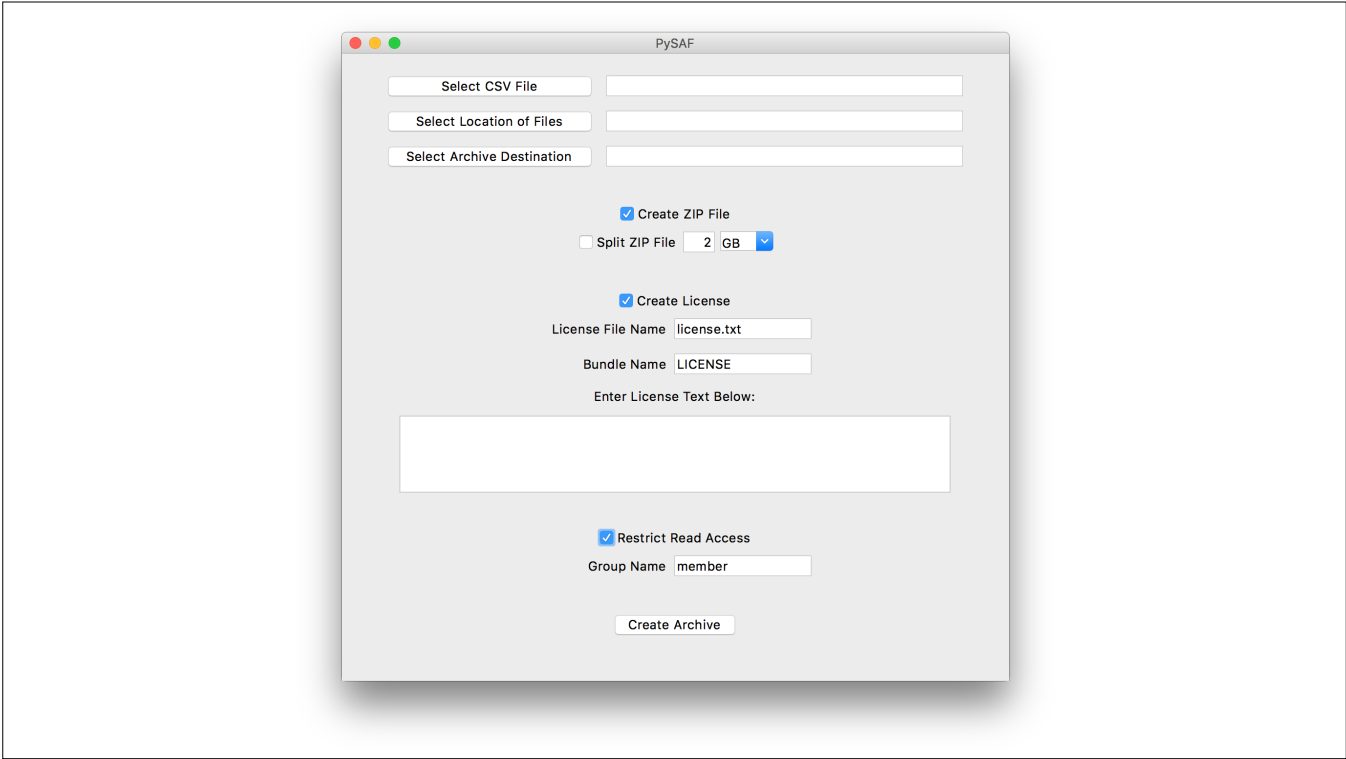 PySAF
Select CSV File
Select Location of Files
Select Archive Destination
Create ZIP File
Split ZIP File 2 GB
Create License
License File Name license.txt
Bundle Name LICENSE
Enter License Text Below:
Restrict Read Access
Group Name member
Create Archive